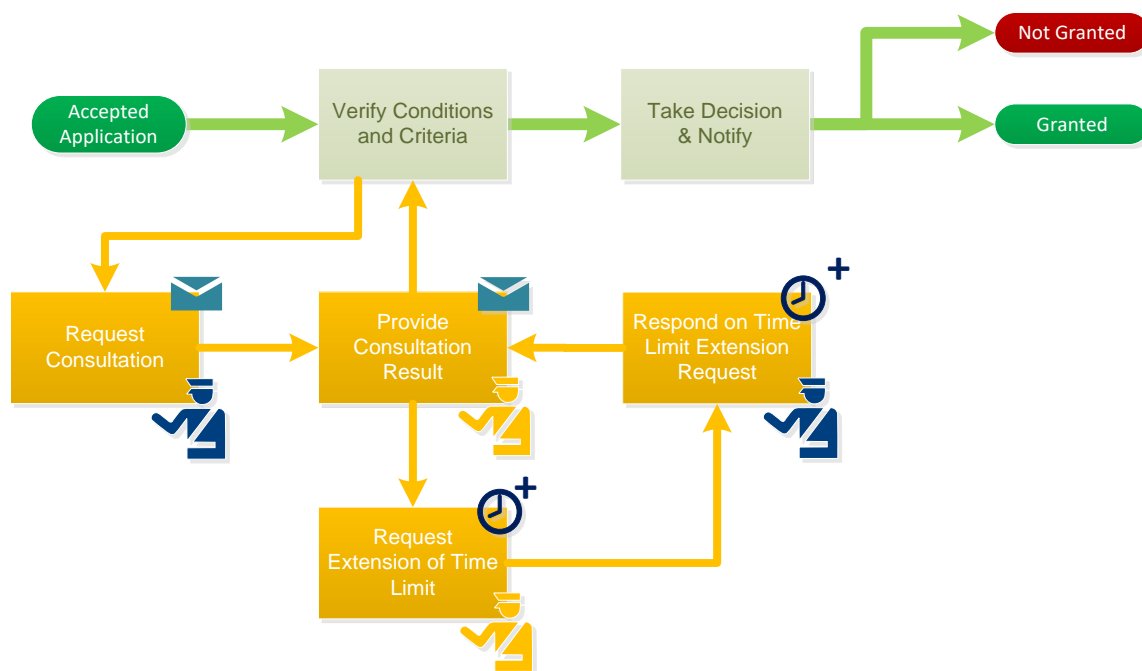 Not Granted
Accepted
Application
Verify Conditions
and Criteria
Take Decision
& Notify
Granted
Request
Consultation
Provide
Consultation
Result
Respond on Time
Limit Extension
Request
Request
Extension of Time
Limit